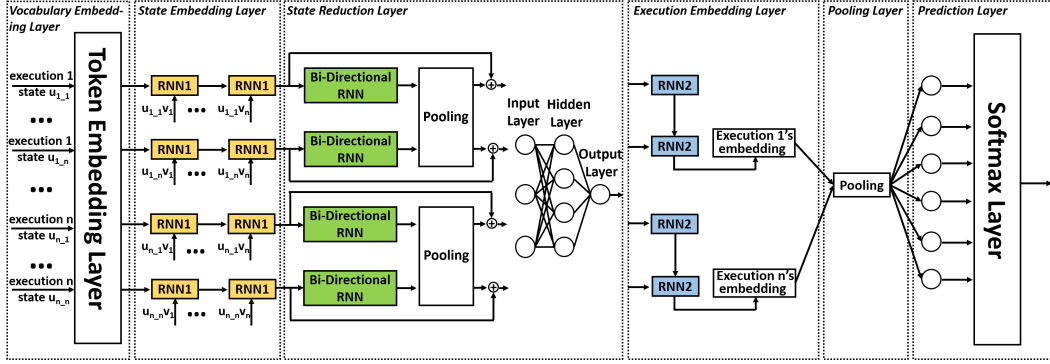 Vocabulary Embedd-
ing Layer
execution 1
state u1_1
...
execution 1
state u1_n
...
execution n
state un_1
...
execution n
state un_n
Token Embedding Layer
State Embedding Layer
RNN1
RNN1
u1_1v1
...
u1_1vn
RNN1
RNN1
u1_nv1
...
u1_nvn
RNN1
RNN1
un_1v1
...
un_1vn
RNN1
RNN1
un_nv1
...
un_nvn
State Reduction Layer
Bi-Directional
RNN
Bi-Directional
RNN
Pooling
Bi-Directional
RNN
Bi-Directional
RNN
Pooling
Input
Layer
Hidden
Layer
Output
Layer
Execution Embedding Layer
RNN2
RNN2
Execution 1's
embedding
RNN2
RNN2
Execution n's
embedding
Pooling Layer
Pooling
Prediction Layer
Softmax Layer